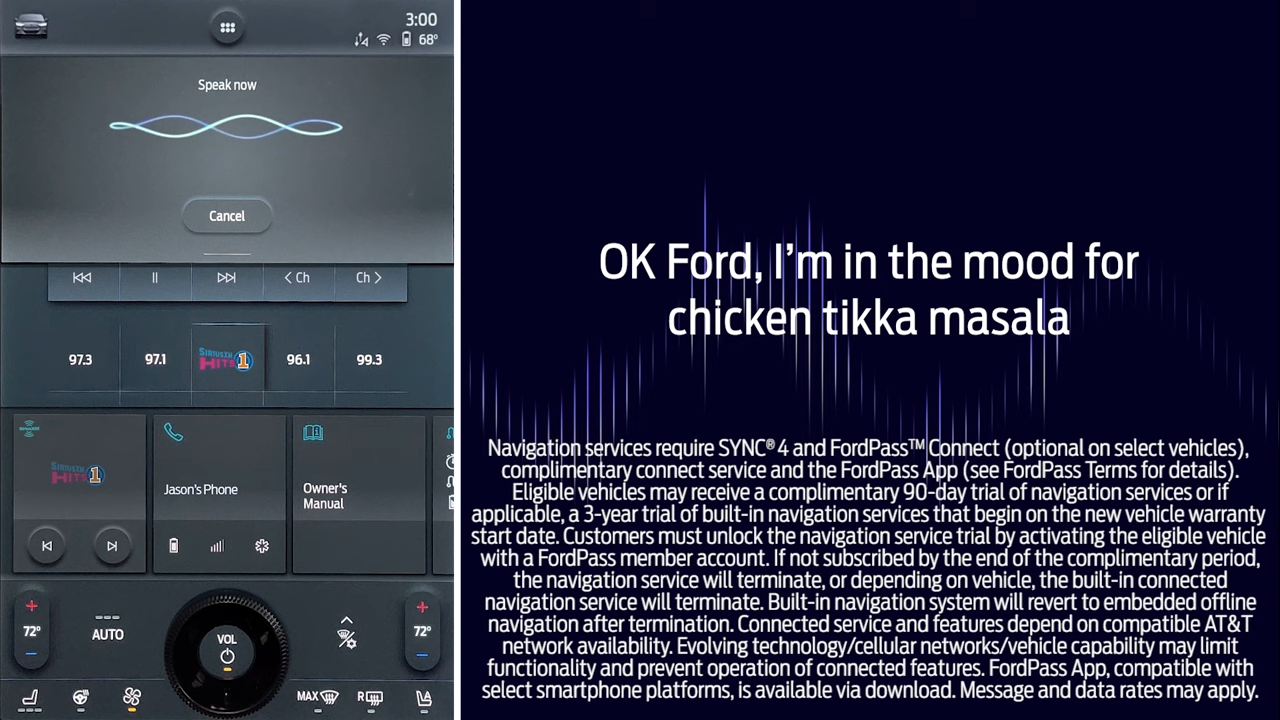 3:00
68°
Speak now
Cancel
< Ch
Ch >
97.3
97.1
SiriusXM
HITS 1
96.1
99.3
SiriusXM
HITS 1
Jason's Phone
Owner's
Manual
72°
AUTO
VOL
72°
MAX
R
OK Ford, I'm in the mood for
chicken tikka masala
Navigation services require SYNC® 4 and FordPass™ Connect (optional on select vehicles),
complimentary connect service and the FordPass App (see FordPass Terms for details).
Eligible vehicles may receive a complimentary 90-day trial of navigation services or if
applicable, a 3-year trial of built-in navigation services that begin on the new vehicle warranty
start date. Customers must unlock the navigation service trial by activating the eligible vehicle
with a FordPass member account. If not subscribed by the end of the complimentary period,
the navigation service will terminate, or depending on vehicle, the built-in connected
navigation service will terminate. Built-in navigation system will revert to embedded offline
navigation after termination. Connected service and features depend on compatible AT&T
network availability. Evolving technology/cellular networks/vehicle capability may limit
functionality and prevent operation of connected features. FordPass App, compatible with
select smartphone platforms, is available via download. Message and data rates may apply.